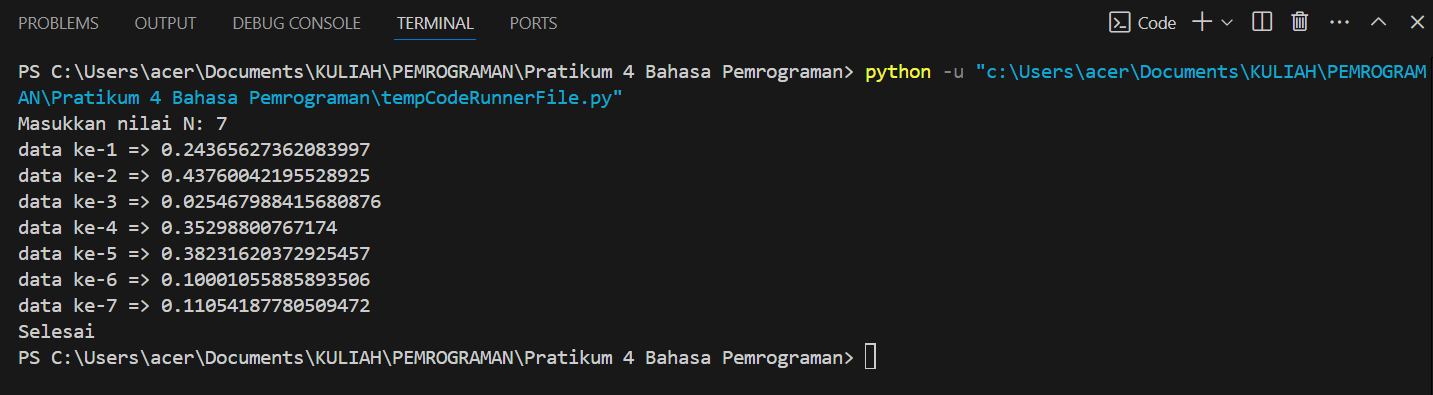 PROBLEMS OUTPUT DEBUG CONSOLE TERMINAL PORTS Code
PS C:\Users\acer\Documents\KULIAH\PEMROGRAMAN\Pratikum 4 Bahasa Pemrograman> python -u "c:\Users\acer\Documents\KULIAH\PEMROGRAM
AN\Pratikum 4 Bahasa Pemrograman\tempCodeRunnerFile.py"
Masukkan nilai N: 7
data ke-1 => 0.24365627362083997
data ke-2 => 0.43760042195528925
data ke-3 => 0.025467988415680876
data ke-4 => 0.35298800767174
data ke-5 => 0.38231620372925457
data ke-6 => 0.10001055885893506
data ke-7 => 0.11054187780509472
Selesai
PS C:\Users\acer\Documents\KULIAH\PEMROGRAMAN\Pratikum 4 Bahasa Pemrograman>